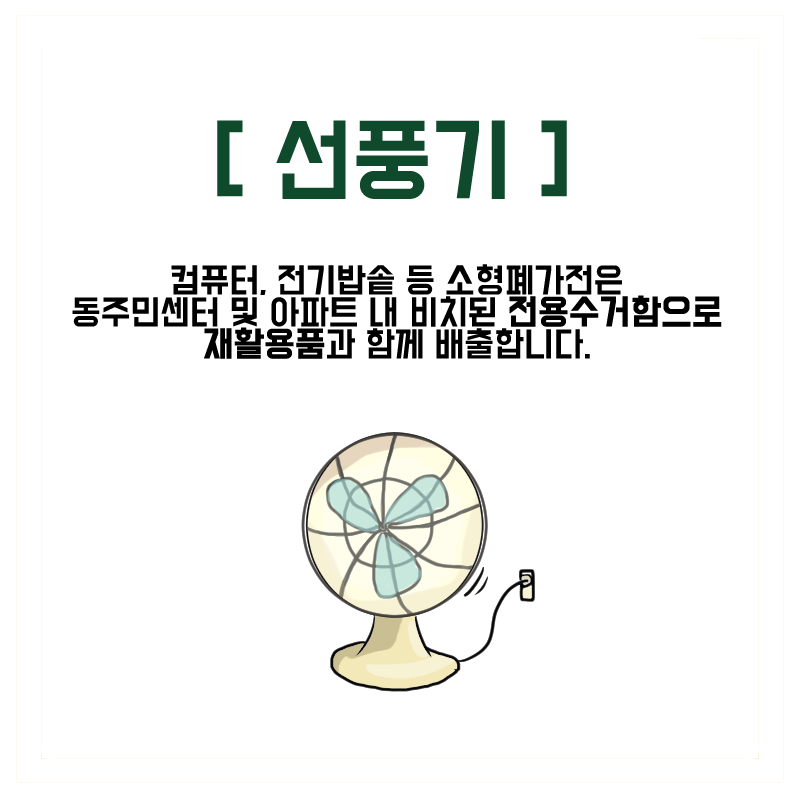 [ 선풍기 ]
컴퓨터, 전기밥솥 등 소형폐가전은
동주민센터 및 아파트 내 비치된 전용수거함으로
재활용품과 함께 배출합니다.